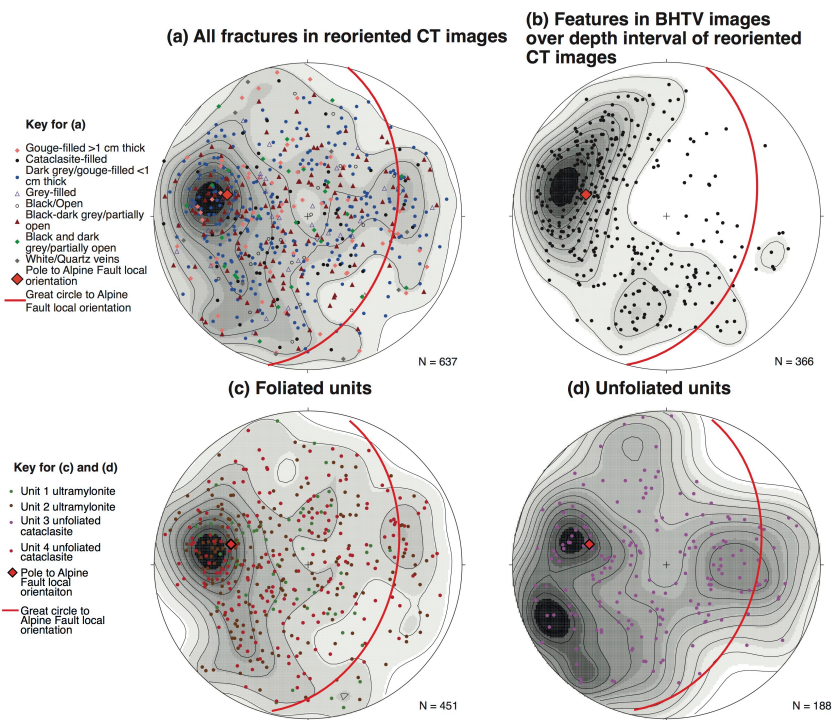 (a) All fractures in reoriented CT images
(b) Features in BHTV images
over depth interval of reoriented
CT images
Key for (a)
Gouge-filled >1 cm thick
Cataclasite-filled
Dark grey/gouge-filled <1
cm thick
Grey-filled
Black/Open
Black-dark grey/partially
open
Black and dark
grey/partially open
White/Quartz veins
Pole to Alpine Fault local
orientation
Great circle to Alpine
Fault local orientation
N = 637
N = 366
(c) Foliated units
(d) Unfoliated units
Key for (c) and (d)
Unit 1 ultramylonite
Unit 2 ultramylonite
Unit 3 unfoliated
cataclasite
Unit 4 unfoliated
cataclasite
Pole to Alpine
Fault local
orientaiton
Great circle to
Alpine Fault local
orientation
N = 451
N = 188